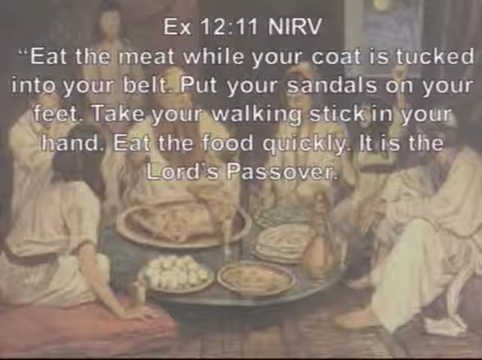 Ex 12:11 NIRV
“Eat the meat while your coat is tucked
into your belt. Put your sandals on your
feet. Take your walking stick in your
hand. Eat the food quickly. It is the
Lord's Passover.